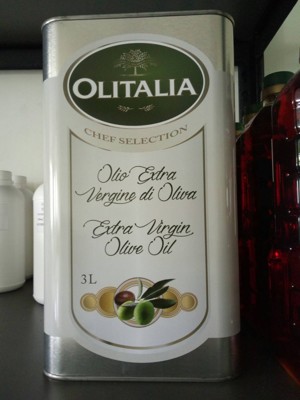 OLITALIA
CHEF SELECTION
Olio Extra
Vergine di Oliva
Extra Virgin
Olive Oil
3L